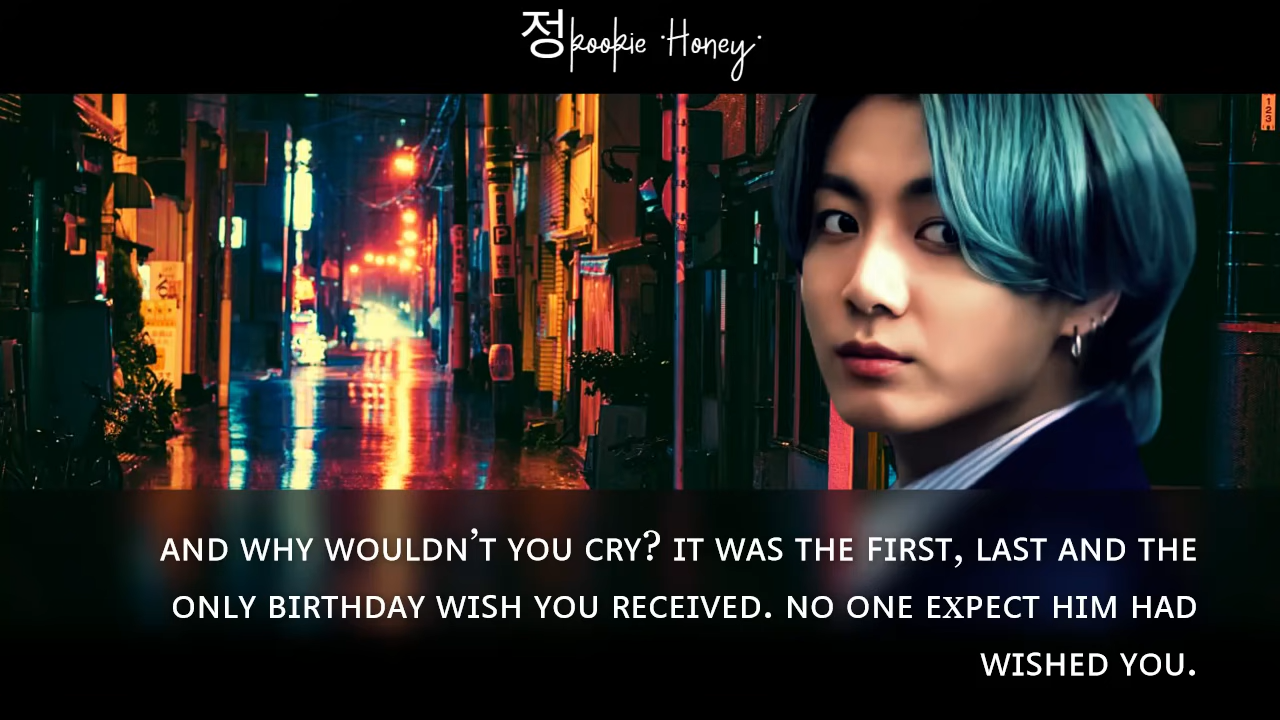 정kookie Honey
AND WHY WOULDN’T YOU CRY? IT WAS THE FIRST, LAST AND THE
ONLY BIRTHDAY WISH YOU RECEIVED. NO ONE EXPECT HIM HAD
WISHED YOU.